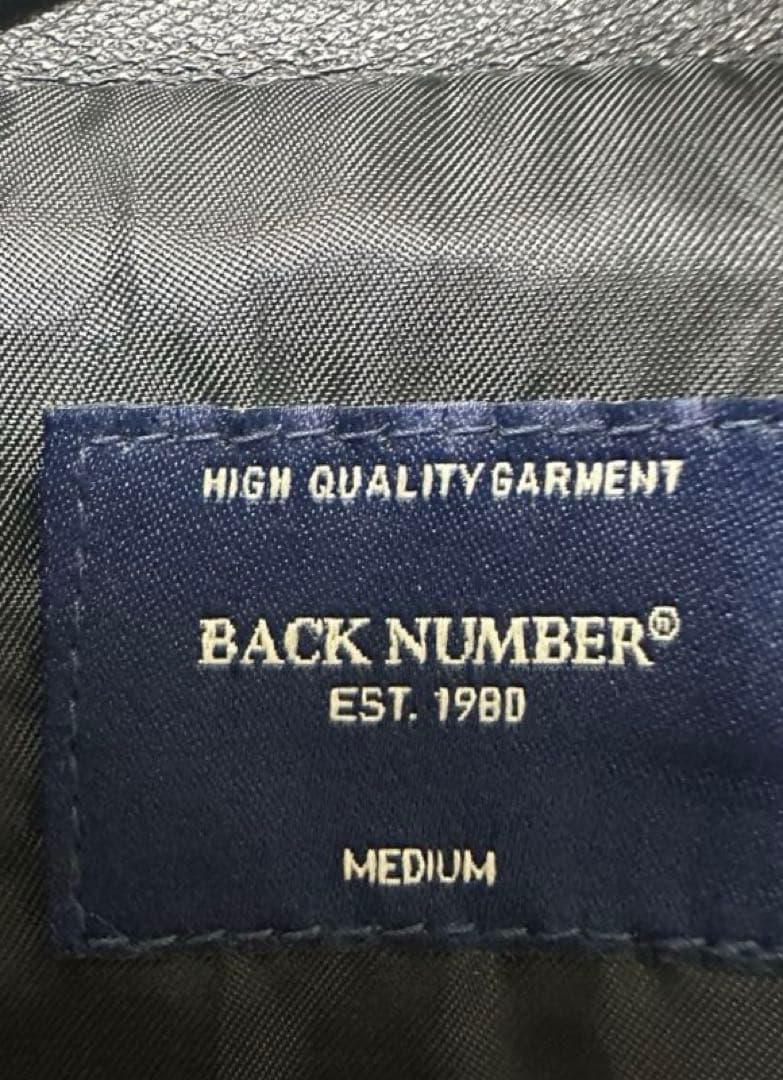 HIGH QUALITY GARMENT
BACK NUMBER®
EST. 1980
MEDIUM